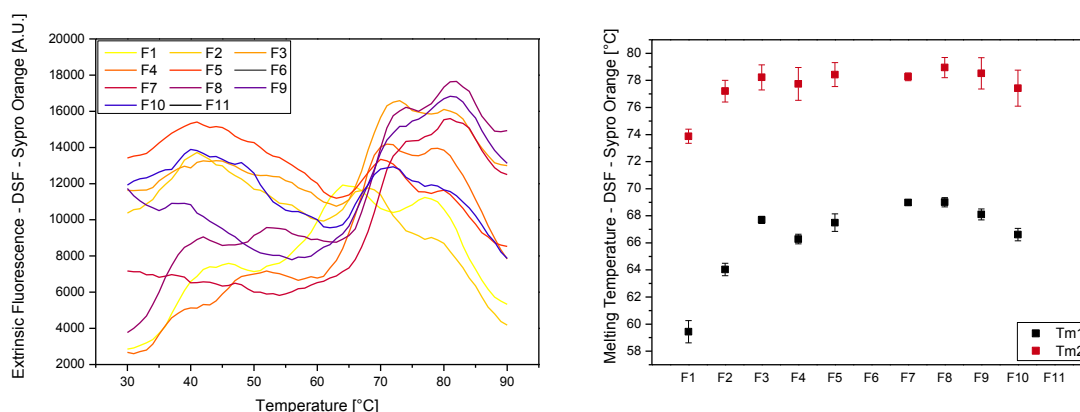 Extrinsic Fluorescence - DSF - Sypro Orange [A.U.]
20000
18000
16000
14000
12000
10000
8000
6000
4000
2000
F1 F2 F3
F4 F5 F6
F7 F8 F9
F10 F11
30 40 50 60 70 80 90
Temperature [°C]
Melting Temperature - DSF - Sypro Orange [°C]
80
78
76
74
72
70
68
66
64
62
60
58
Tm1
Tm2
F1 F2 F3 F4 F5 F6 F7 F8 F9 F10 F11